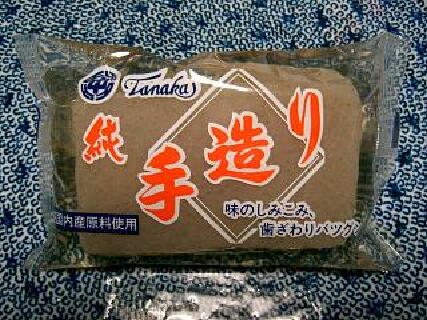 Tanaka
純
手造り
味のしみこみ、
歯ざわりバツグン
国内産原料使用